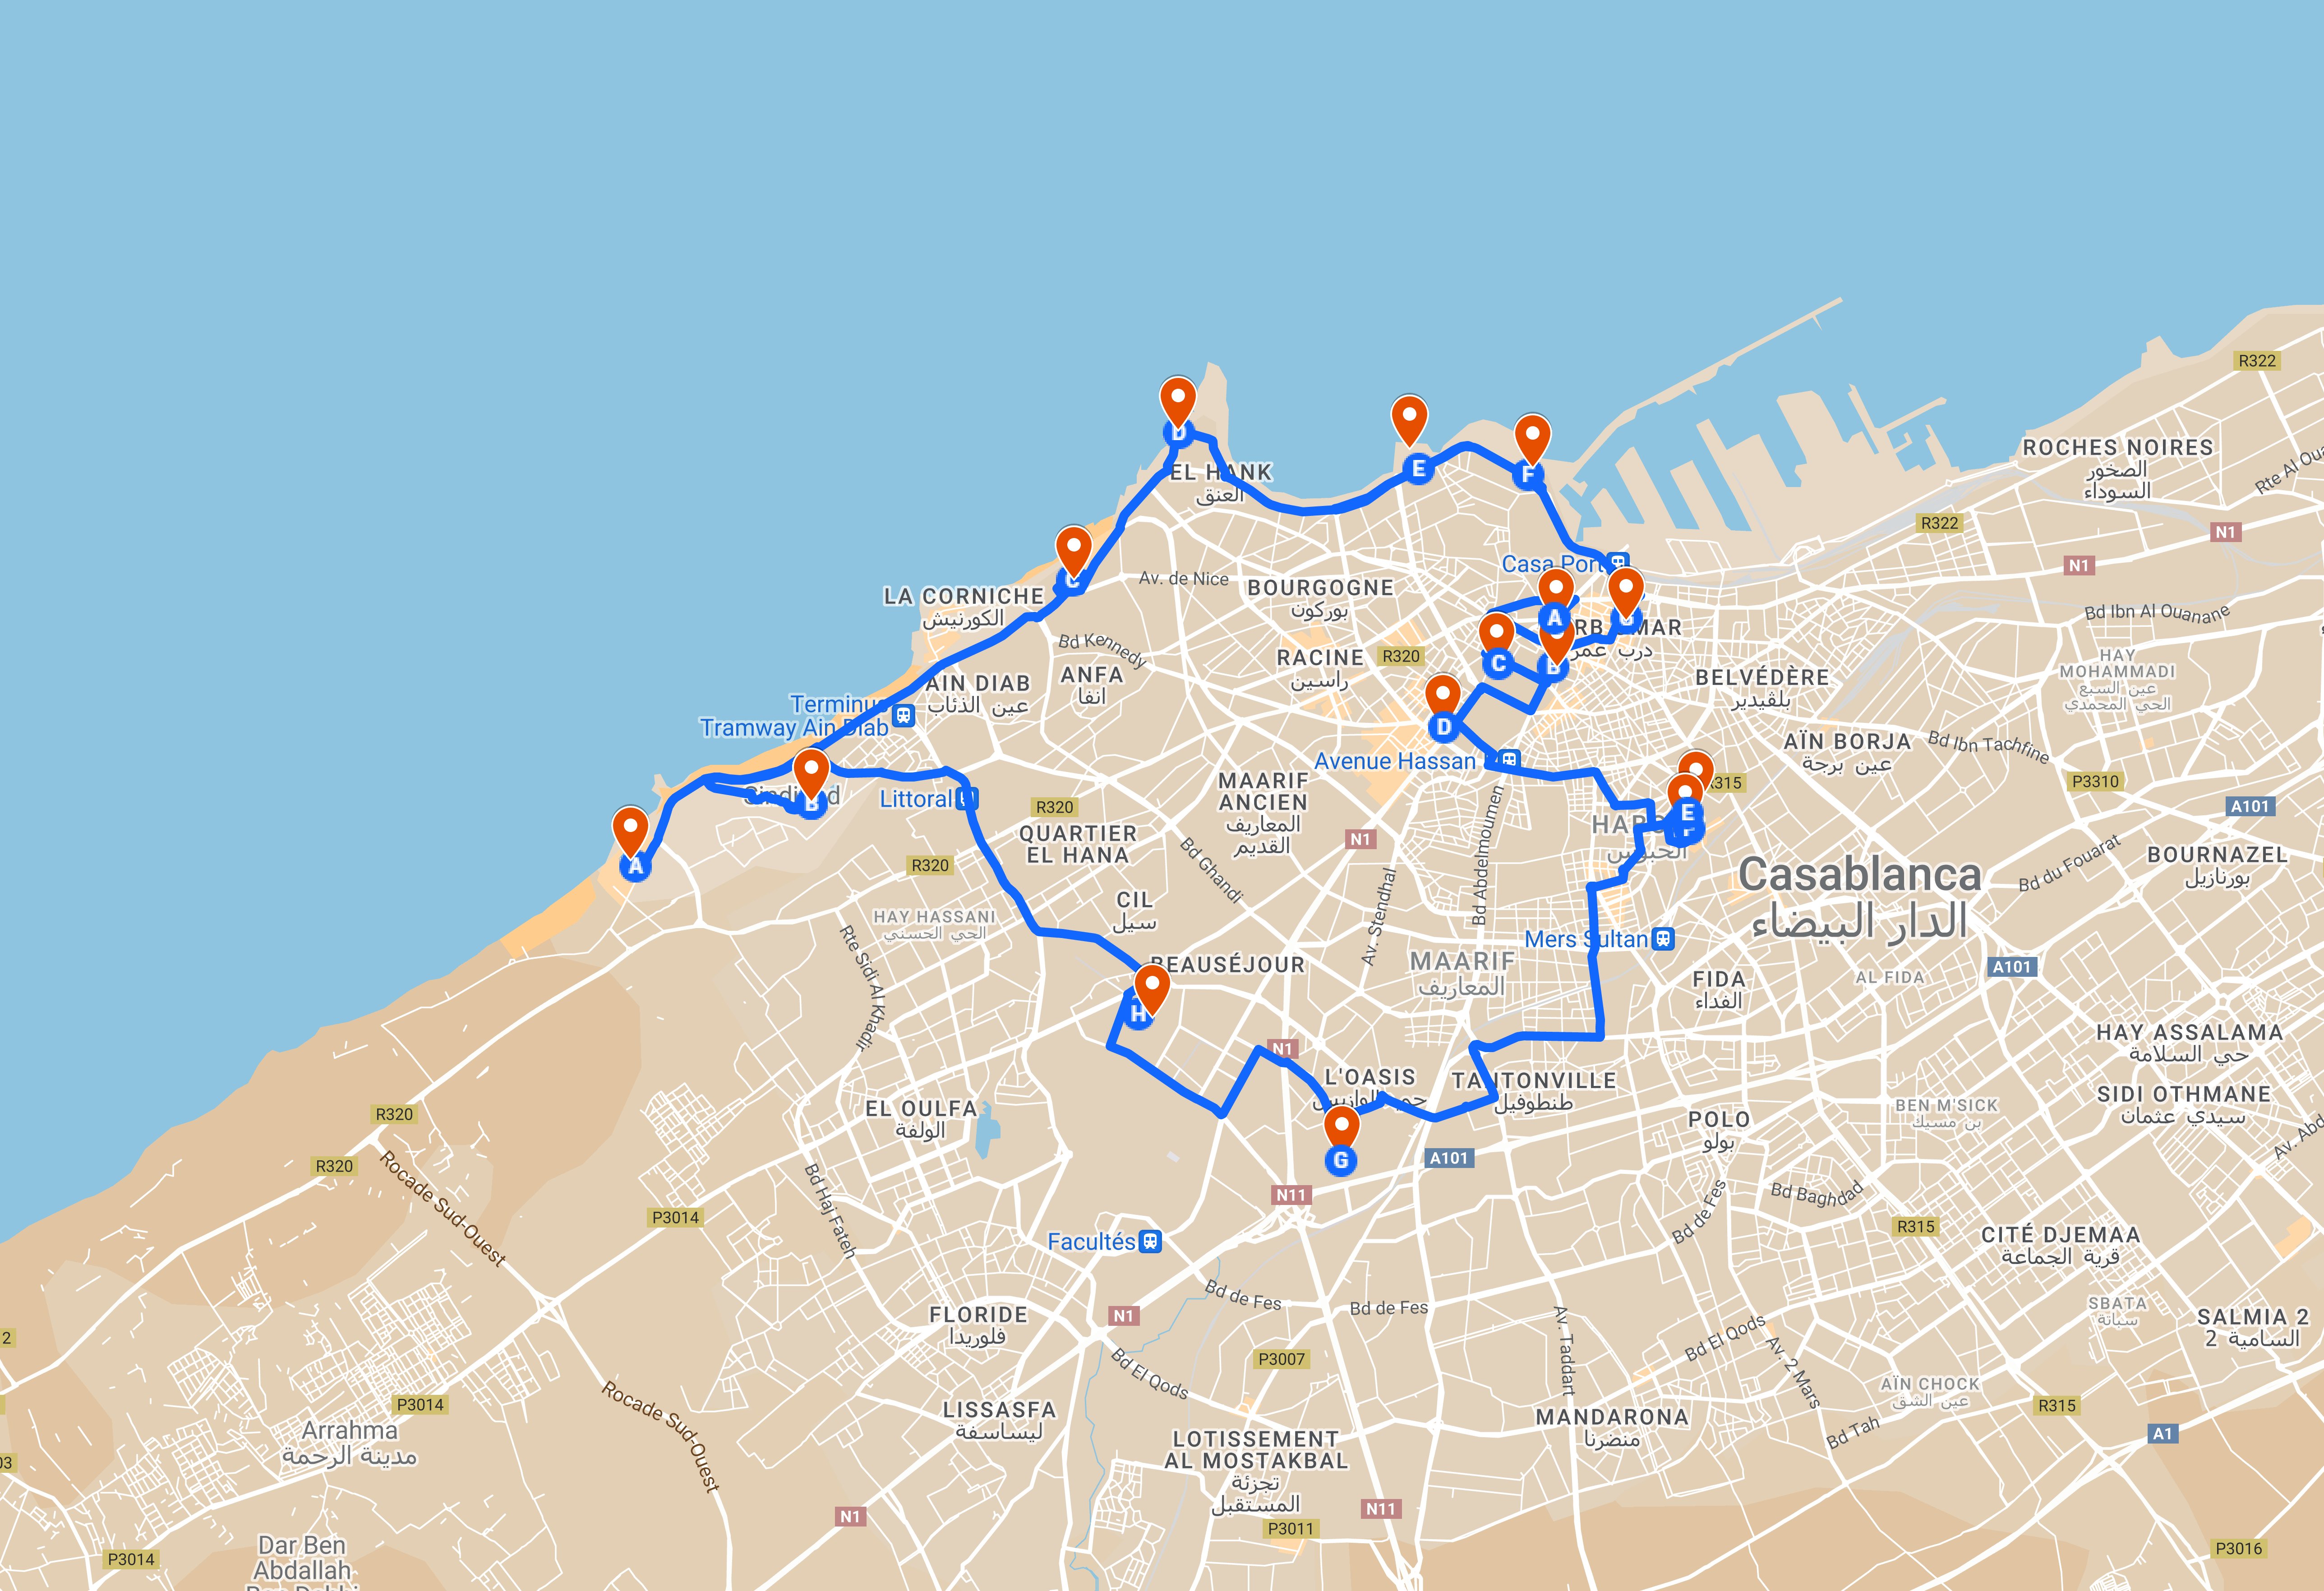 R322
ROCHES NOIRES
الصخور
السوداء
D
E
F
EL HANK
العنق
R322
N1
N1
Casa Port
Av. de Nice
BOURGOGNE
بوركون
C
LA CORNICHE
الكورنيش
A
Bd Ibn Al Ouanane
عمر
درب
RACINE
راسين
R320
C
B
BELVÉDÈRE
بلڤيدير
HAY
MOHAMMADI
عين السبع
الحي المحمدي
Bd Kennedy
ANFA
انفا
AIN DIAB
عين الذئاب
Terminus
Tramway Ain Diab
D
Avenue Hassan
AÏN BORJA
عين برجة
Bd Ibn Tachfine
P3310
A101
R315
MAARIF
ANCIEN
المعاريف
القديم
Littoral
R320
B
E
F
الحبوس
QUARTIER
EL HANA
N1
Bd Ghandi
Bd Abdelmoumen
Av. Stendhal
A
R320
Casablanca
الدار البيضاء
Bd du Fouarat
BOURNAZEL
بورنازيل
HAY HASSANI
الحي الحسني
CIL
سيل
Rte Sidi Al Khadir
Mers Sultan
BEAUSÉJOUR
MAARIF
المعاريف
A101
FIDA
الفداء
AL FIDA
H
HAY ASSALAMA
حي السلامة
N1
L'OASIS
TANTONVILLE
طنطوفيل
SIDI OTHMANE
سيدي عثمان
EL OULFA
الولفة
BEN M'SICK
بن مسيك
POLO
بولو
R320
R320
G
A101
Rocade Sud-Ouest
Bd Haj Fateh
N11
Bd Baghdad
Bd de Fes
P3014
R315
CITÉ DJEMAA
قرية الجماعة
Facultés
Bd de Fes
Bd de Fes
FLORIDE
فلوريدا
N1
SBATA
سباتة
SALMIA 2
السامية 2
Av. Taddart
Bd El Qods
Av. 2 Mars
P3007
Bd El Qods
AÏN CHOCK
عين الشق
P3014
Rocade Sud-Ouest
Arrahma
مدينة الرحمة
LISSASFA
ليساسفة
MANDARONA
منضرنا
R315
Bd Tah
A1
LOTISSEMENT
AL MOSTAKBAL
تجزئة
المستقبل
N1
N11
P3011
Dar Ben
Abdallah
P3014
P3016